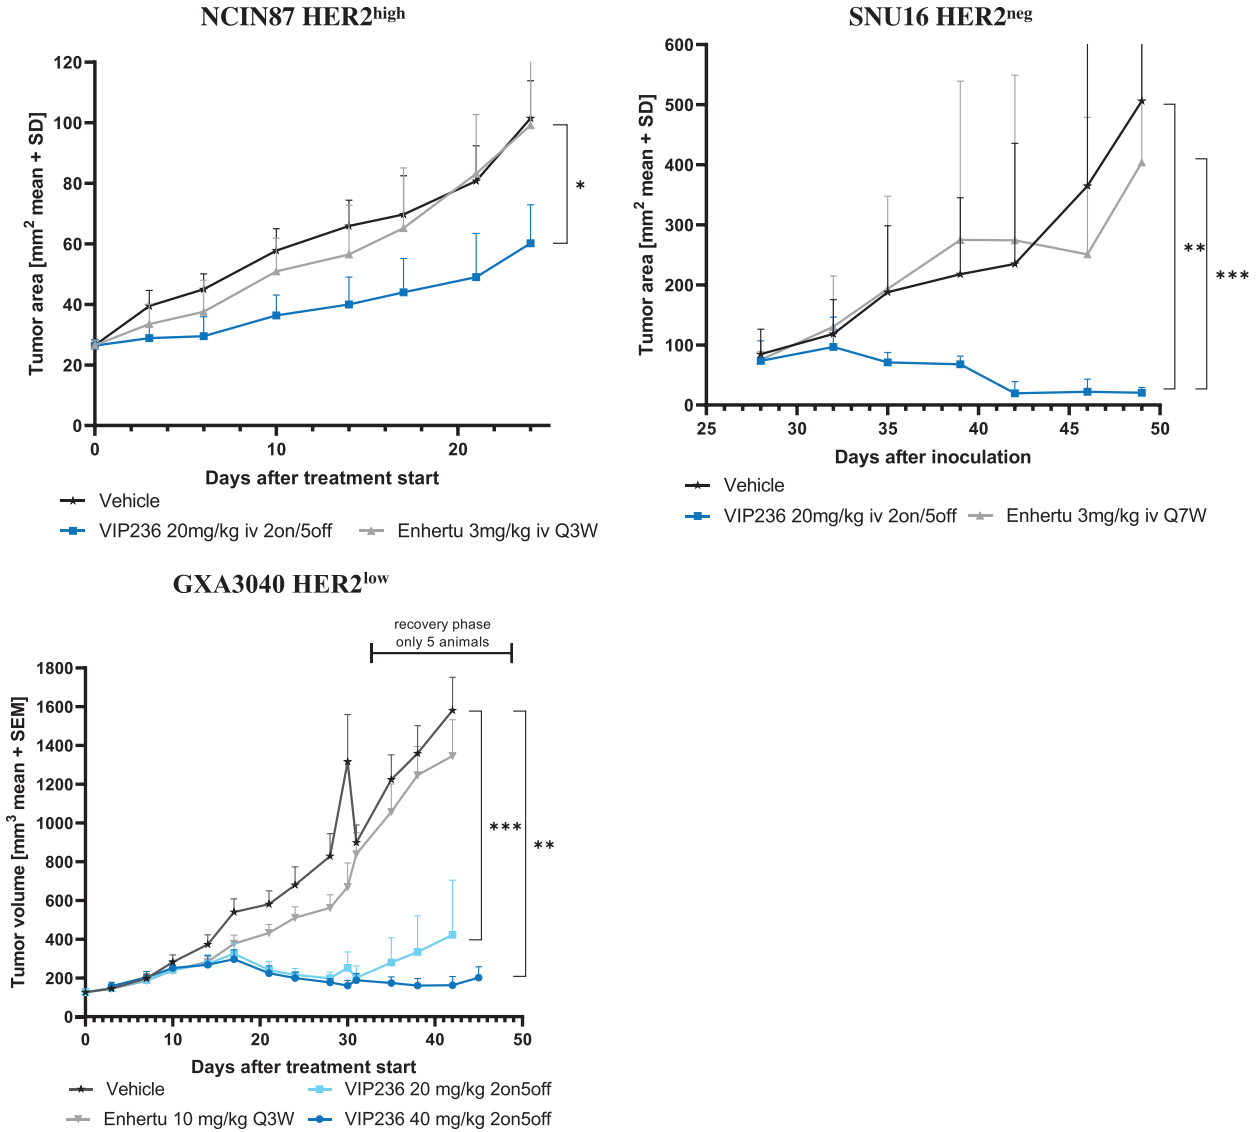 NCIN87 HER2high
120
100
80
60
40
20
0
Tumor area [mm2 mean + SD]
0
10
20
Days after treatment start
*
Vehicle
VIP236 20mg/kg iv 2on/5off
Enhertu 3mg/kg iv Q3W
SNU16 HER2neg
600
500
400
300
200
100
0
Tumor area [mm2 mean + SD]
25
30
35
40
45
50
Days after inoculation
**
***
Vehicle
VIP236 20mg/kg iv 2on/5off
Enhertu 3mg/kg iv Q7W
GXA3040 HER2low
recovery phase
only 5 animals
1800
1600
1400
1200
1000
800
600
400
200
0
Tumor volume [mm3 mean + SEM]
0
10
20
30
40
50
Days after treatment start
***
**
Vehicle
VIP236 20 mg/kg 2on5off
Enhertu 10 mg/kg Q3W
VIP236 40 mg/kg 2on5off